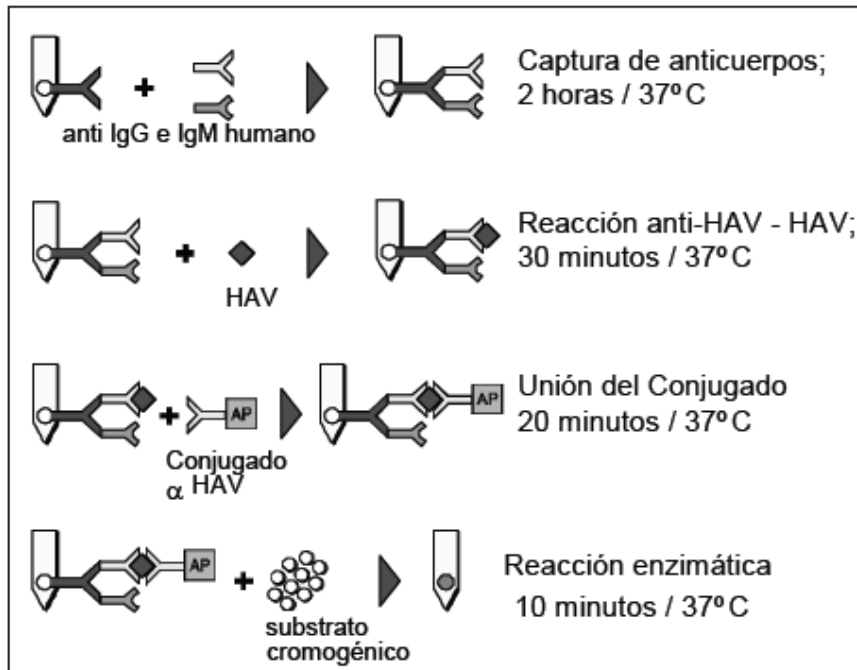 +
Captura de anticuerpos;
2 horas / 37º C
anti IgG e IgM humano
+
Reacción anti-HAV - HAV;
30 minutos / 37º C
HAV
+
AP
AP
Unión del Conjugado
20 minutos / 37º C
Conjugado
α HAV
AP
+
Reacción enzimática
10 minutos / 37º C
substrato
cromogénico